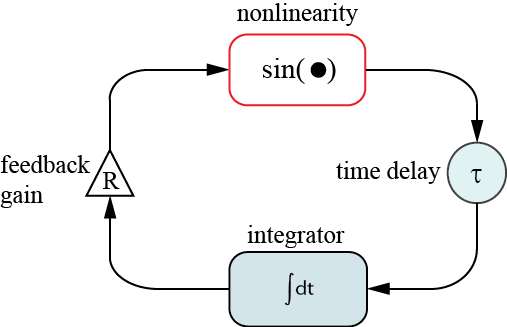 nonlinearity
sin(●)
feedback
gain
R
time delay
τ
integrator
∫dt